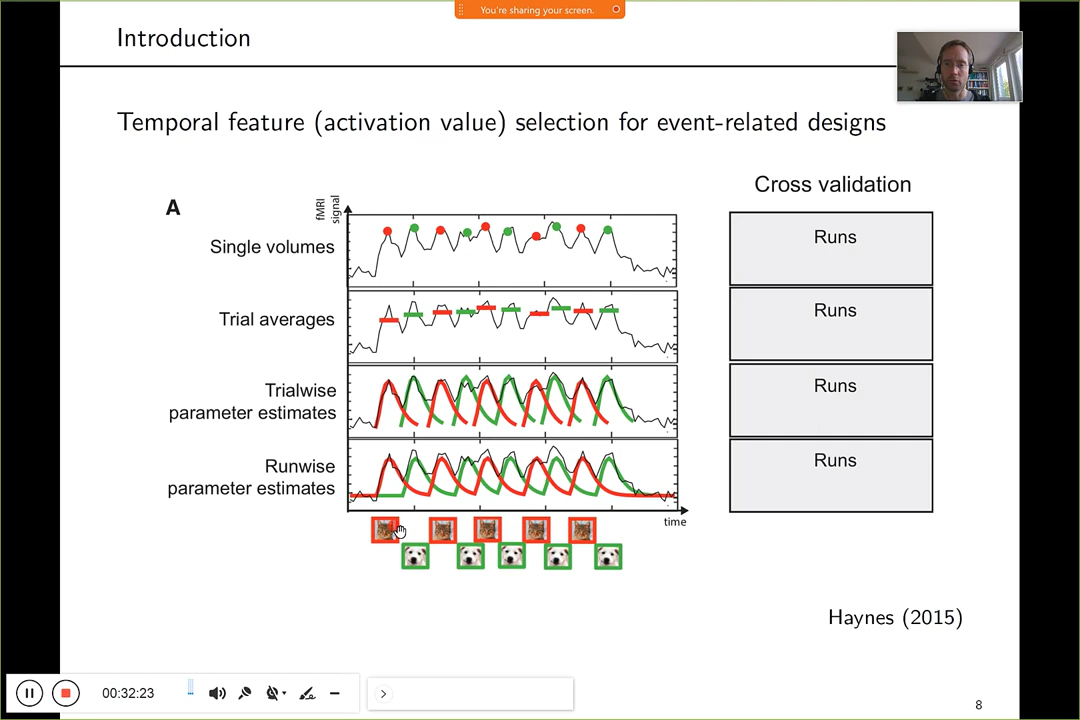 You're sharing your screen.
Introduction
Temporal feature (activation value) selection for event-related designs
Cross validation
A
fMRI
signal
Single volumes
Runs
Trial averages
Runs
Trialwise
parameter estimates
Runs
Runwise
parameter estimates
Runs
time
Haynes (2015)
00:32:23
8